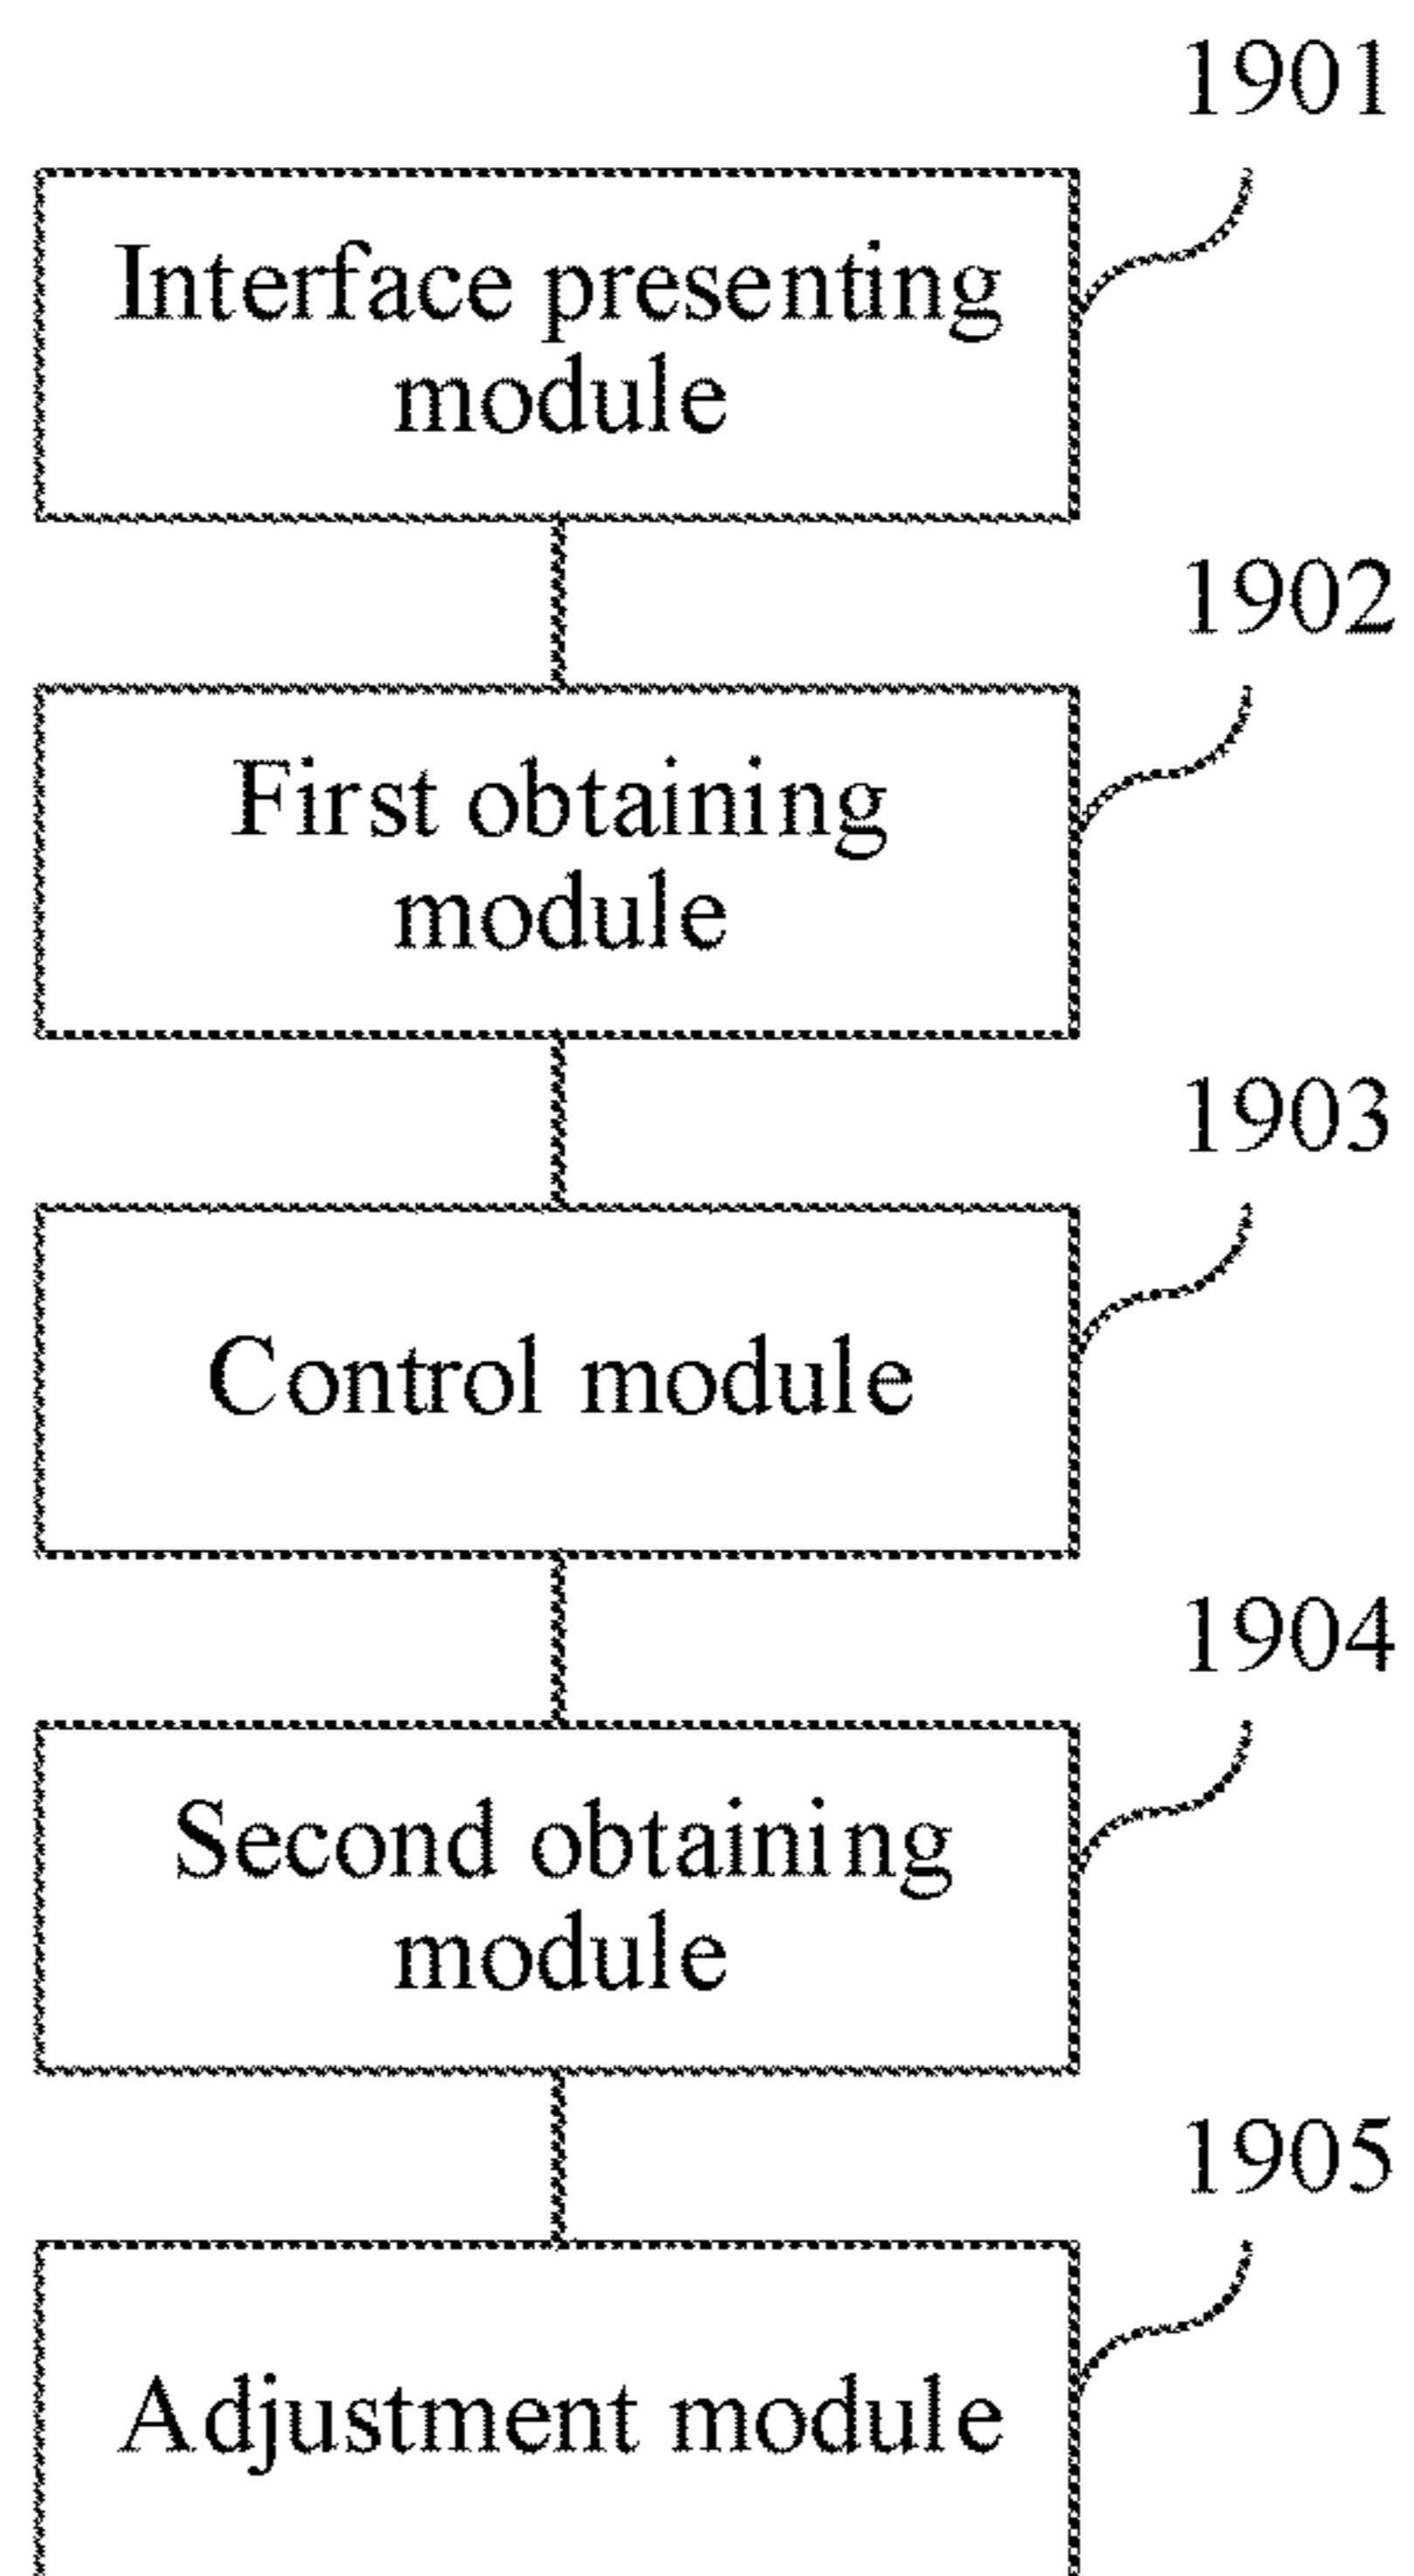 1901
Interface presenting
module
1902
First obtaining
module
1903
Control module
1904
Second obtaining
module
1905
Adjustment module